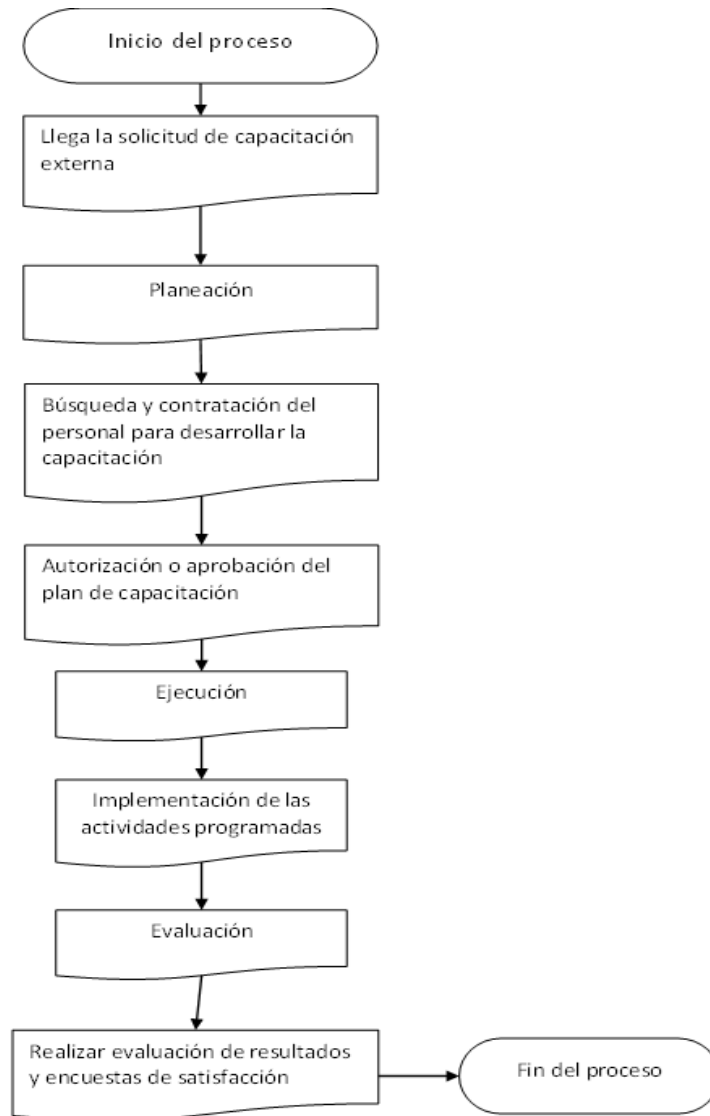 Inicio del proceso
Llega la solicitud de capacitación
externa
Planeación
Búsqueda y contratación del
personal para desarrollar la
capacitación
Autorización o aprobación del
plan de capacitación
Ejecución
Implementación de las
actividades programadas
Evaluación
Realizar evaluación de resultados
y encuestas de satisfacción
Fin del proceso